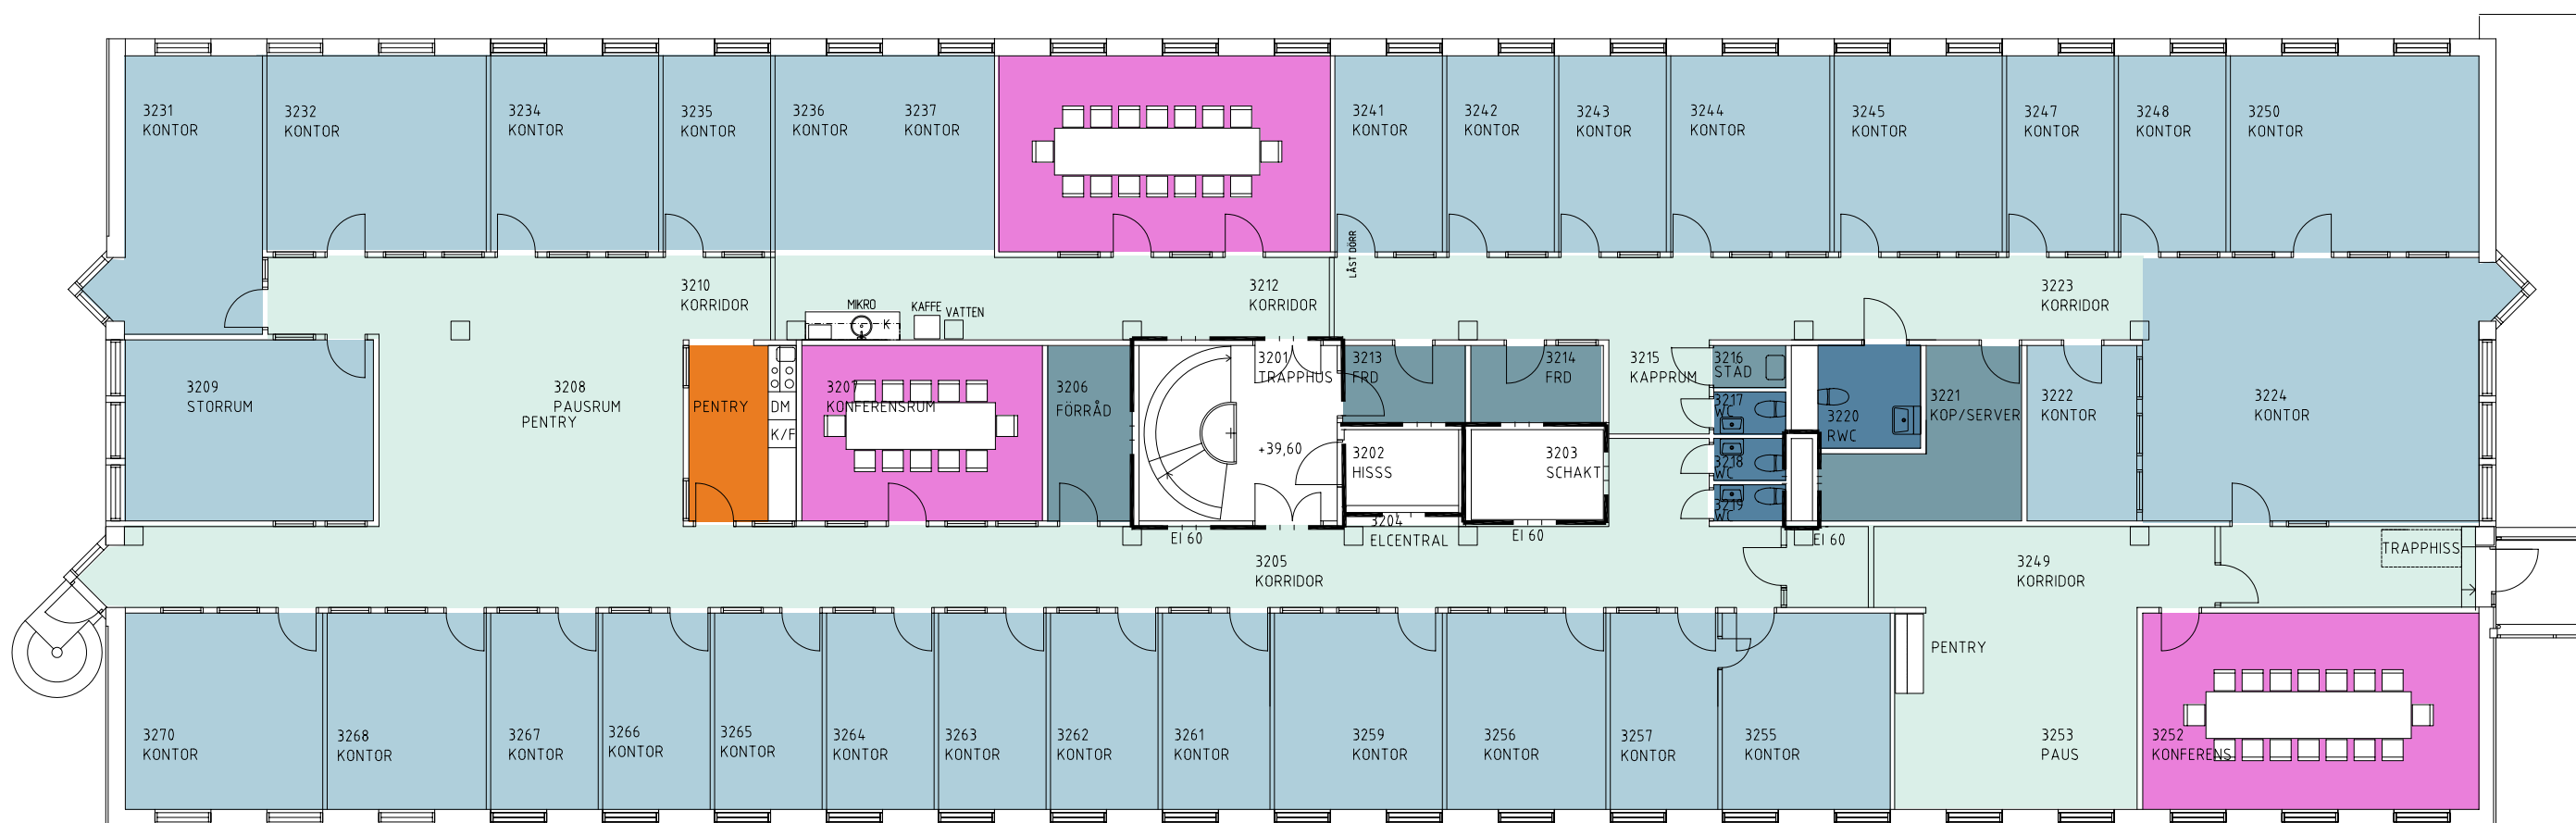 3231
KONTOR
3232
KONTOR
3234
KONTOR
3235
KONTOR
3236
KONTOR
3237
KONTOR
3241
KONTOR
3242
KONTOR
3243
KONTOR
3244
KONTOR
3245
KONTOR
3247
KONTOR
3248
KONTOR
3250
KONTOR
LÅST DÖRR
3210
KORRIDOR
MIKRO
K
KAFFE
VATTEN
3212
KORRIDOR
3223
KORRIDOR
3209
STORRUM
3208
PAUSRUM
PENTRY
PENTRY
DM
K/F
3207
KONFERENSRUM
3206
FÖRRÅD
3201
TRAPPHUS
+39,60
3213
FRD
3214
FRD
3202
HISSS
3203
SCHAKT
3204
ELCENTRAL
3215
KAPPRUM
3216
STÄD
3217
WC
3218
WC
3219
WC
3220
RWC
3221
KOP/SERVER
3222
KONTOR
3224
KONTOR
EI 60
EI 60
EI 60
3205
KORRIDOR
3249
KORRIDOR
TRAPPHISS
3270
KONTOR
3268
KONTOR
3267
KONTOR
3266
KONTOR
3265
KONTOR
3264
KONTOR
3263
KONTOR
3262
KONTOR
3261
KONTOR
3259
KONTOR
3256
KONTOR
3257
KONTOR
3255
KONTOR
PENTRY
3253
PAUS
3252
KONFERENS